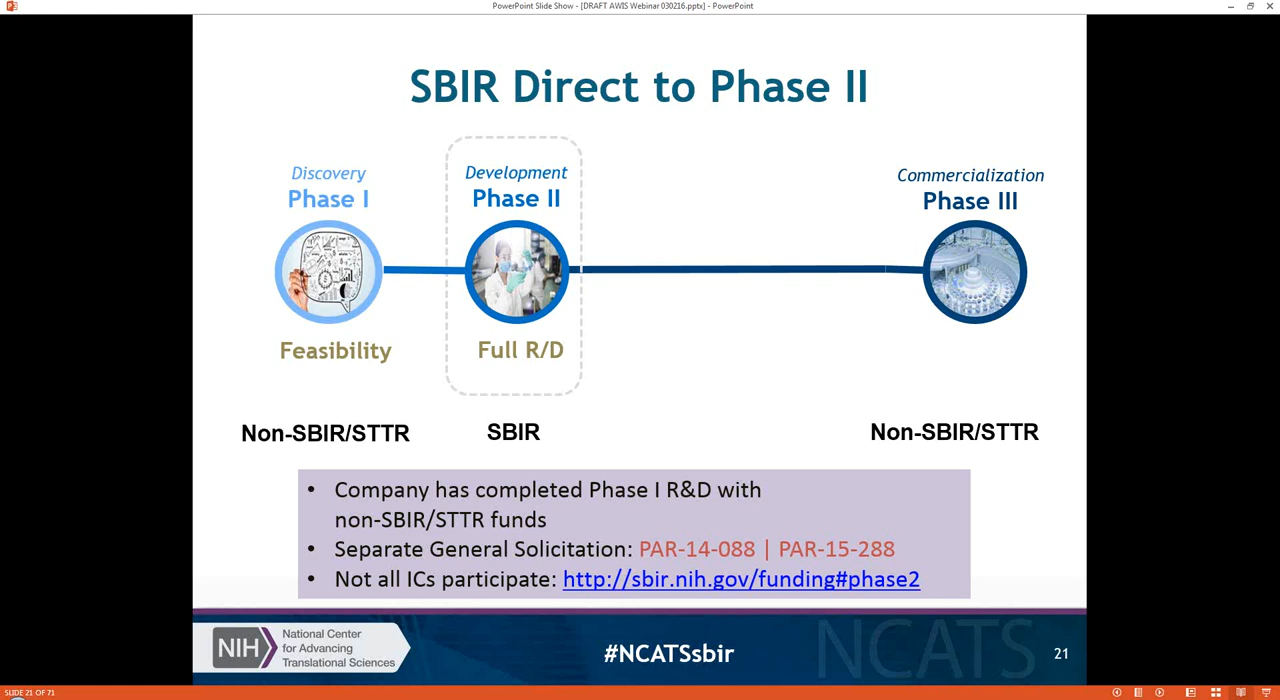 PowerPoint Slide Show - [DRAFT AWIS Webinar 030216.pptx] - PowerPoint
SBIR Direct to Phase II
Discovery
Phase I
Development
Phase II
Commercialization
Phase III
Feasibility
Full R/D
Non-SBIR/STTR
SBIR
Non-SBIR/STTR
• Company has completed Phase I R&D with
non-SBIR/STTR funds
• Separate General Solicitation: PAR-14-088 | PAR-15-288
• Not all ICs participate: http://sbir.nih.gov/funding#phase2
NIH
National Center
for Advancing
Translational Sciences
#NCATSsbir
NCATS
21
SLIDE 21 OF 71